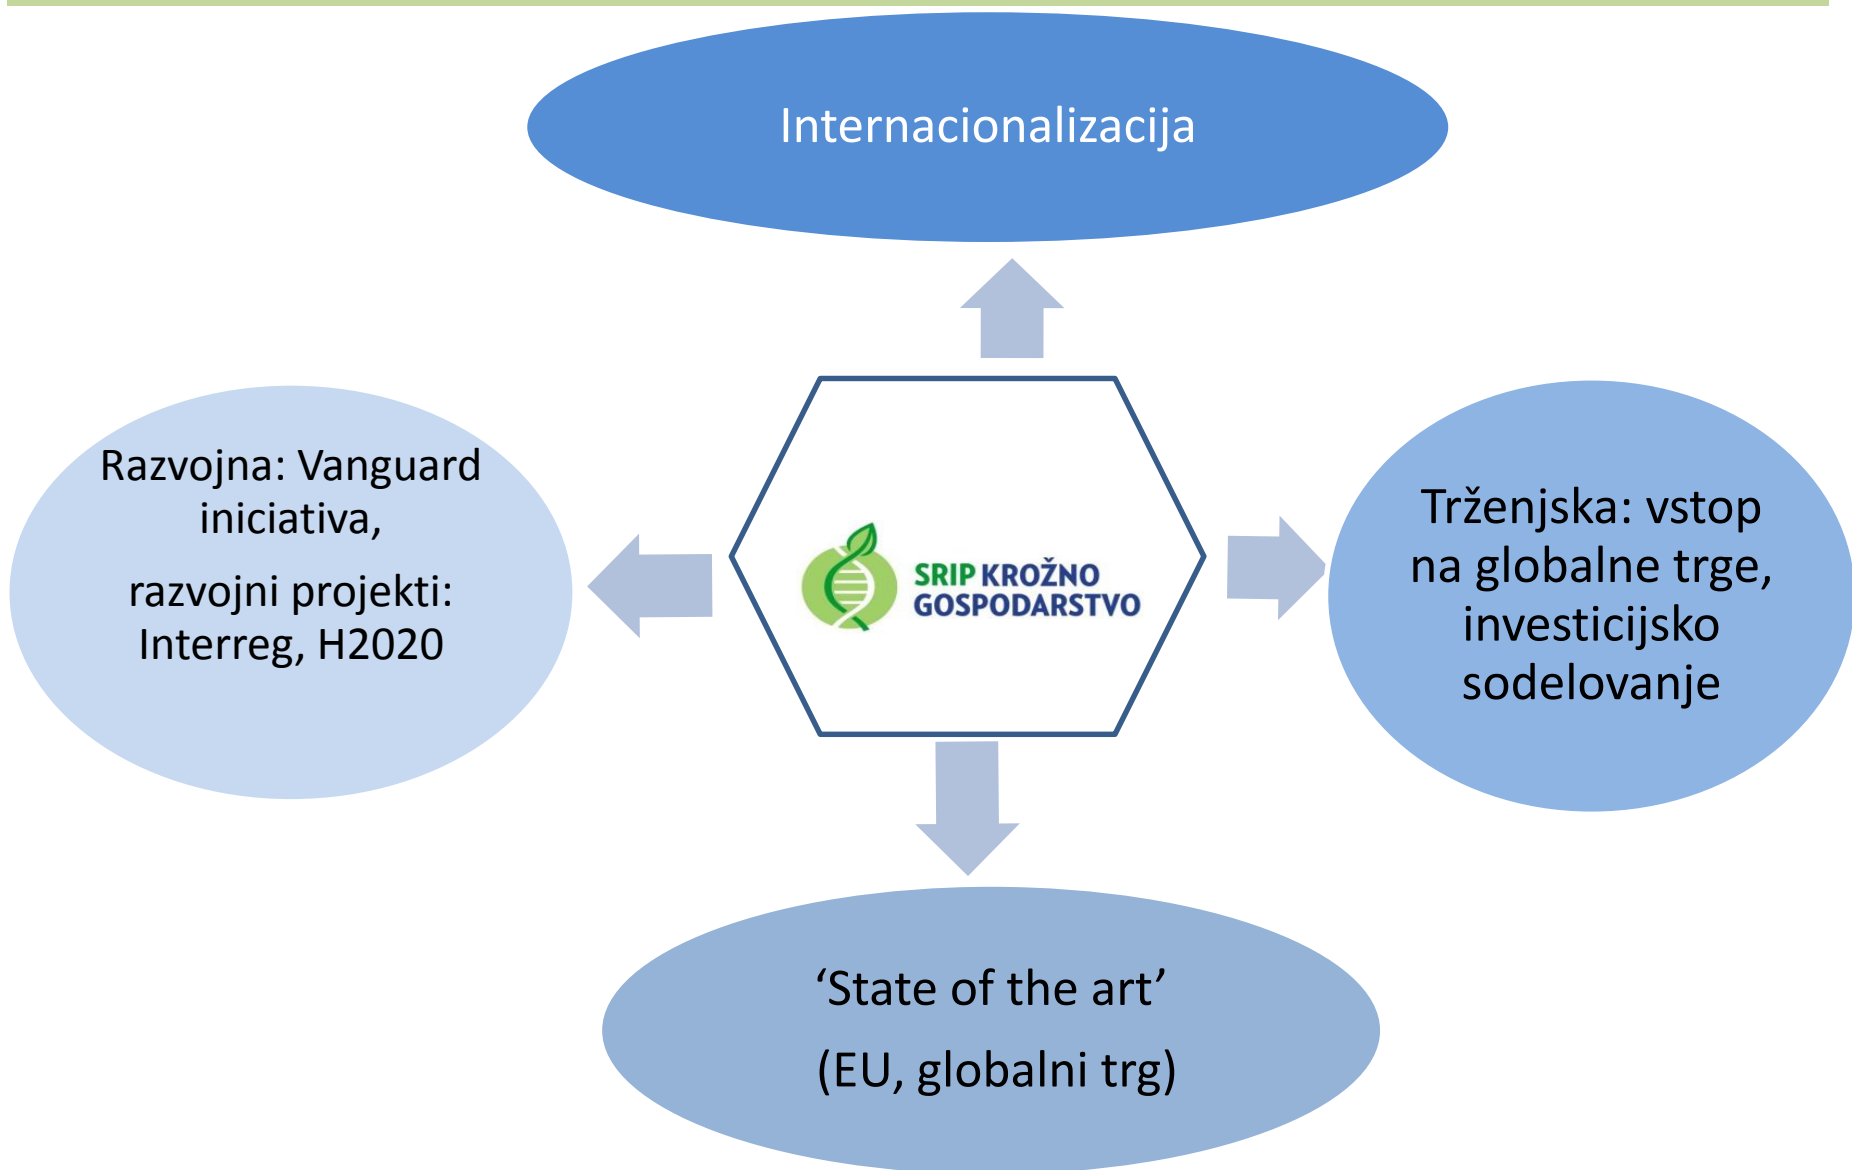 Internacionalizacija
Razvojna: Vanguard
iniciativa,
razvojni projekti:
Interreg, H2020
SRIP KROŽNO
GOSPODARSTVO
Trženjska: vstop
na globalne trge,
investicijsko
sodelovanje
‘State of the art’
(EU, globalni trg)